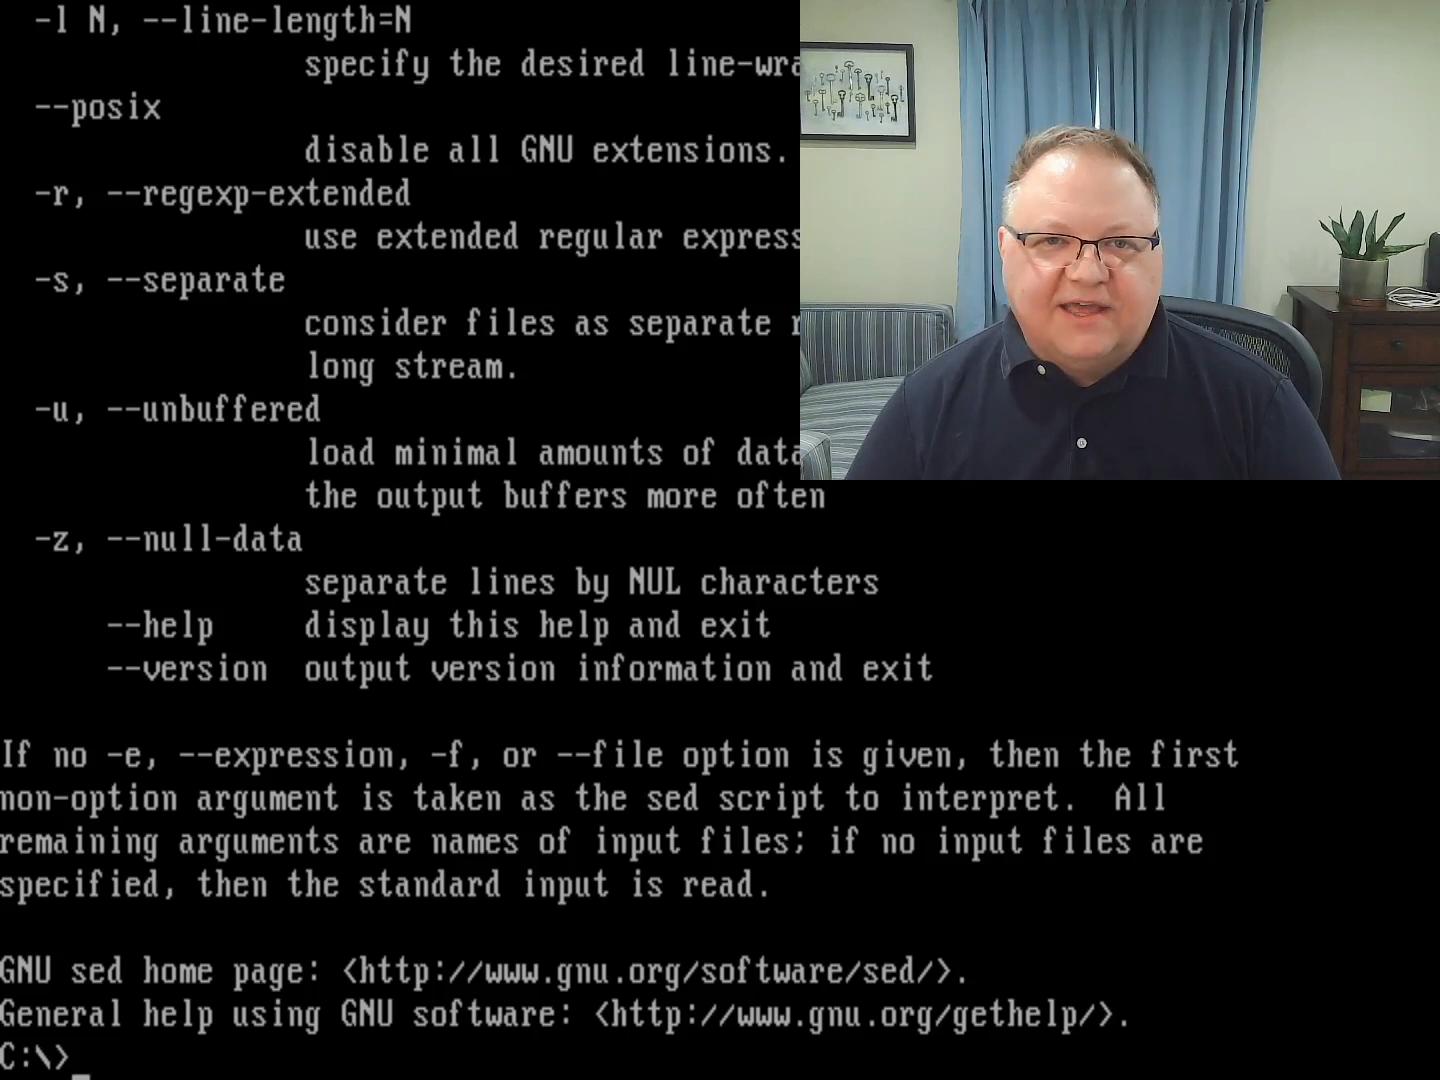 -l N, --line-length=N
specify the desired line-wra
--posix
disable all GNU extensions.
-r, --regexp-extended
use extended regular express
-s, --separate
consider files as separate r
long stream.
-u, --unbuffered
load minimal amounts of data
the output buffers more often
-z, --null-data
separate lines by NUL characters
--help display this help and exit
--version output version information and exit
If no -e, --expression, -f, or --file option is given, then the first
non-option argument is taken as the sed script to interpret. All
remaining arguments are names of input files; if no input files are
specified, then the standard input is read.
GNU sed home page: <http://www.gnu.org/software/sed/>.
General help using GNU software: <http://www.gnu.org/gethelp/>.
C:\>_